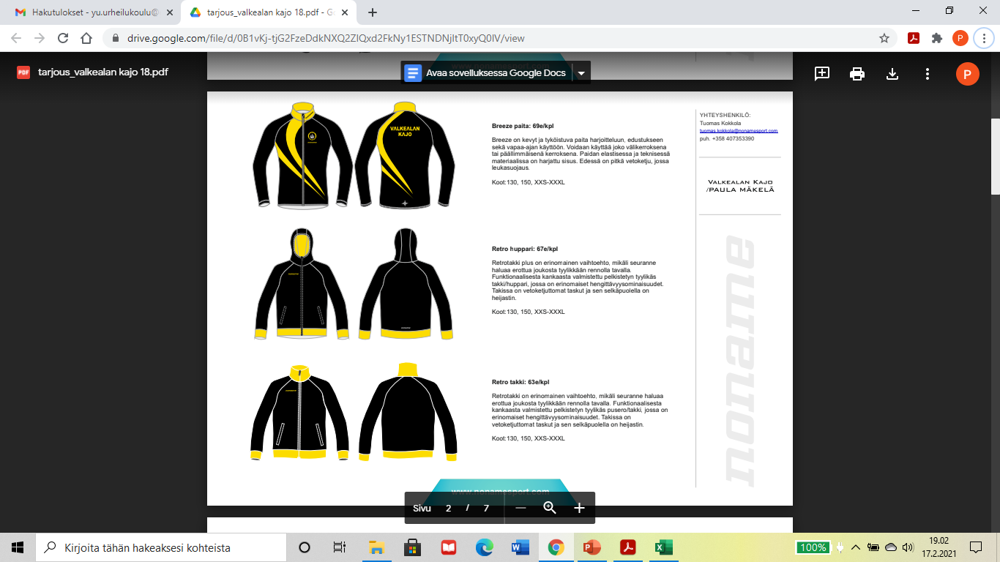 Hakutulokset - yu.urheilukoulu@
tarjous_valkealan kajo 18.pdf - Go
drive.google.com/file/d/0B1vKj-tjG2FzeDdkNXQ2ZlQxd2FkNy1ESTNDNjltT0xyQ0lV/view
P
PDF
tarjous_valkealan kajo 18.pdf
Avaa sovelluksessa Google Docs
P
VALKEALAN
KAJO
Breeze paita: 69e/kpl
Breeze on kevyt ja tyköistuva paita harjoitteluun, edustukseen
sekä vapaa-ajan käyttöön. Voidaan käyttää joko välikerroksena
tai päällimmäisenä kerroksena. Paidan elastisessa ja teknisessä
materiaalissa on harjattu sisus. Edessä on pitkä vetoketju, jossa
leukasuojaus.
Koot:130, 150, XXS-XXXL
Retro huppari: 67e/kpl
Retrotakki plus on erinomainen vaihtoehto, mikäli seuranne
haluaa erottua joukosta tyylikkään rennolla tavalla.
Funktionaalisesta kankaasta valmistettu pelkistetyn tyylikäs
takki/huppari, jossa on erinomaiset hengittävyysominaisuudet.
Takissa on vetoketjuttomat taskut ja sen selkäpuolella on
heijastin.
Koot:130, 150, XXS-XXXL
Retro takki: 63e/kpl
Retrotakki on erinomainen vaihtoehto, mikäli seuranne haluaa
erottua joukosta tyylikkään rennolla tavalla. Funktionaalisesta
kankaasta valmistettu pelkistetyn tyylikäs pusero/takki, jossa on
erinomaiset hengittävyysominaisuudet. Takissa on
vetoketjuttomat taskut ja sen selkäpuolella on heijastin.
Koot:130, 150, XXS-XXXL
YHTEYSHENKILÖ:
Tuomas Kokkola
tuomas.kokkola@nonamesport.com
puh. +358 407353390
VALKEALAN KAJO
/PAULA MÄKELÄ
noname
www.nonamesport.com
Sivu 2 / 7
Kirjoita tähän hakeaksesi kohteista
100%
19.02
17.2.2021